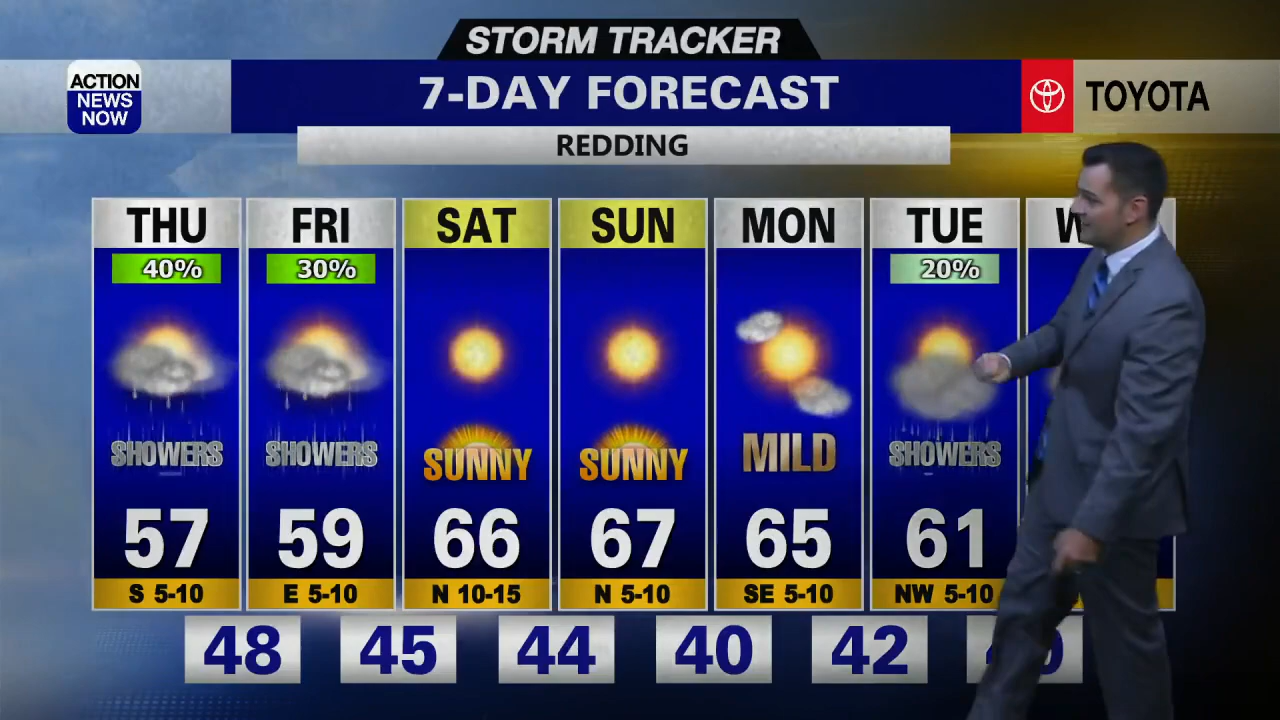 STORM TRACKER
ACTION
NEWS
NOW
7-DAY FORECAST
TOYOTA
REDDING
THU FRI SAT SUN MON TUE
40% 30% 20%
SHOWERS SHOWERS SUNNY SUNNY MILD SHOWERS
57 59 66 67 65 61
S 5-10 E 5-10 N 10-15 N 5-10 SE 5-10 NW 5-10
48 45 44 40 42